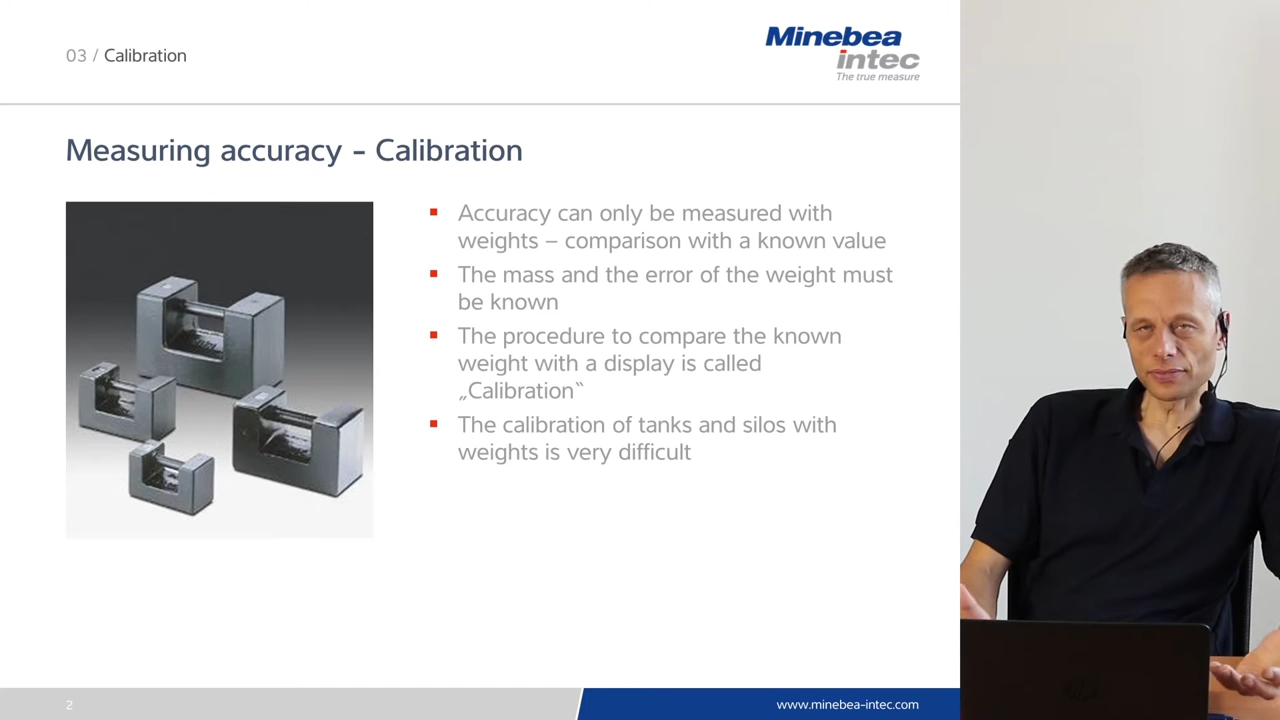 03 / Calibration
Minebea
intec
The true measure
Measuring accuracy – Calibration
Accuracy can only be measured with
weights – comparison with a known value
The mass and the error of the weight must
be known
The procedure to compare the known
weight with a display is called
„Calibration‟
The calibration of tanks and silos with
weights is very difficult
2
www.minebea-intec.com